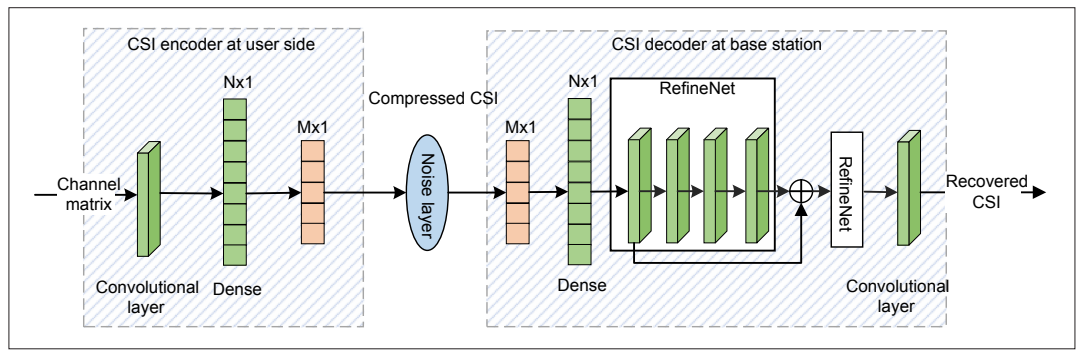 CSI encoder at user side
CSI decoder at base station
Nx1
Mx1
Compressed CSI
Mx1
Nx1
RefineNet
Channel
matrix
Noise layer
RefineNet
Recovered
CSI
Convolutional
layer
Dense
Dense
Convolutional
layer